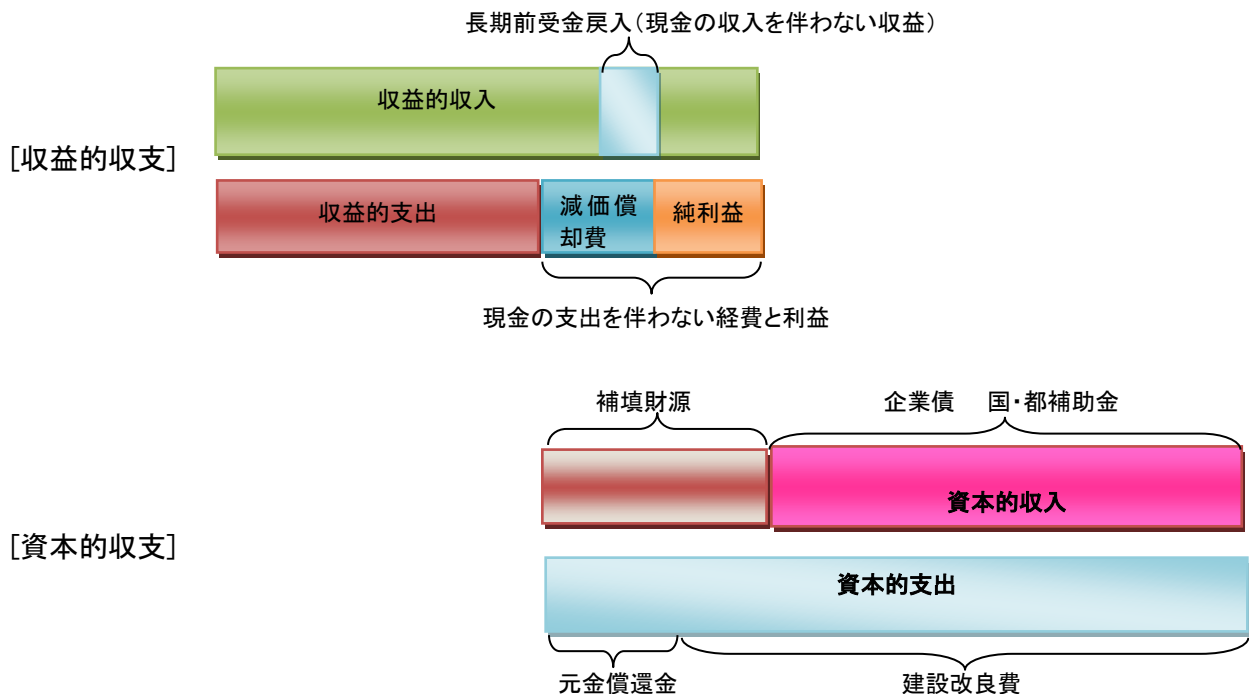 長期前受金戻入(現金の収入を伴わない収益)
収益的収入
[収益的収支]
収益的支出
減価償
却費
純利益
現金の支出を伴わない経費と利益
補填財源
企業債 国・都補助金
資本的収入
[資本的収支]
資本的支出
元金償還金
建設改良費